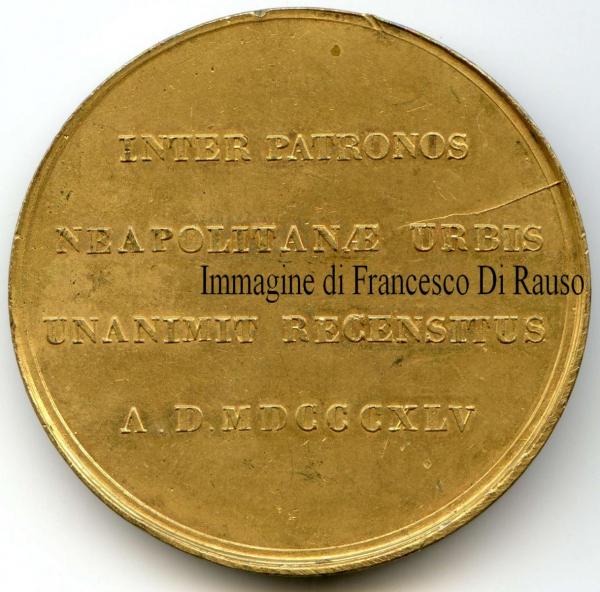 INTER PATRONOS
NEAPOLITANÆ URBIS
Immagine di Francesco Di Rauso
UNANIMIT RECENSITUS
A.D.MDCCCXLV